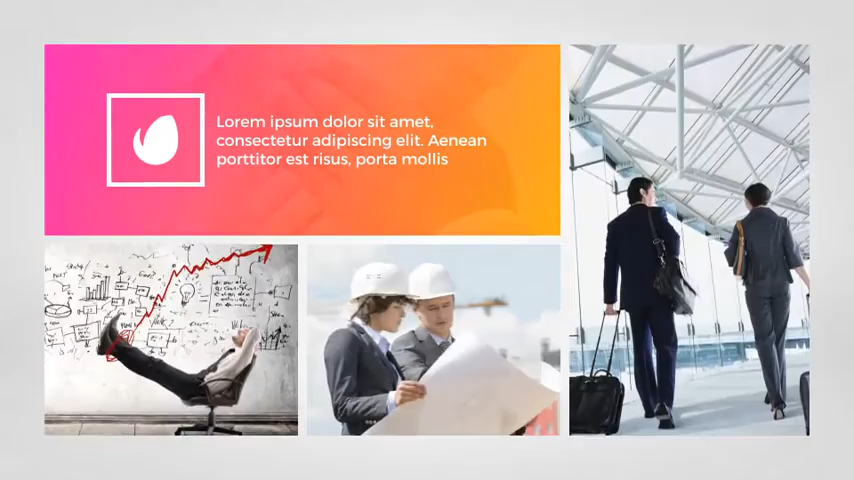 Lorem ipsum dolor sit amet,
consectetur adipiscing elit. Aenean
porttitor est risus, porta mollis